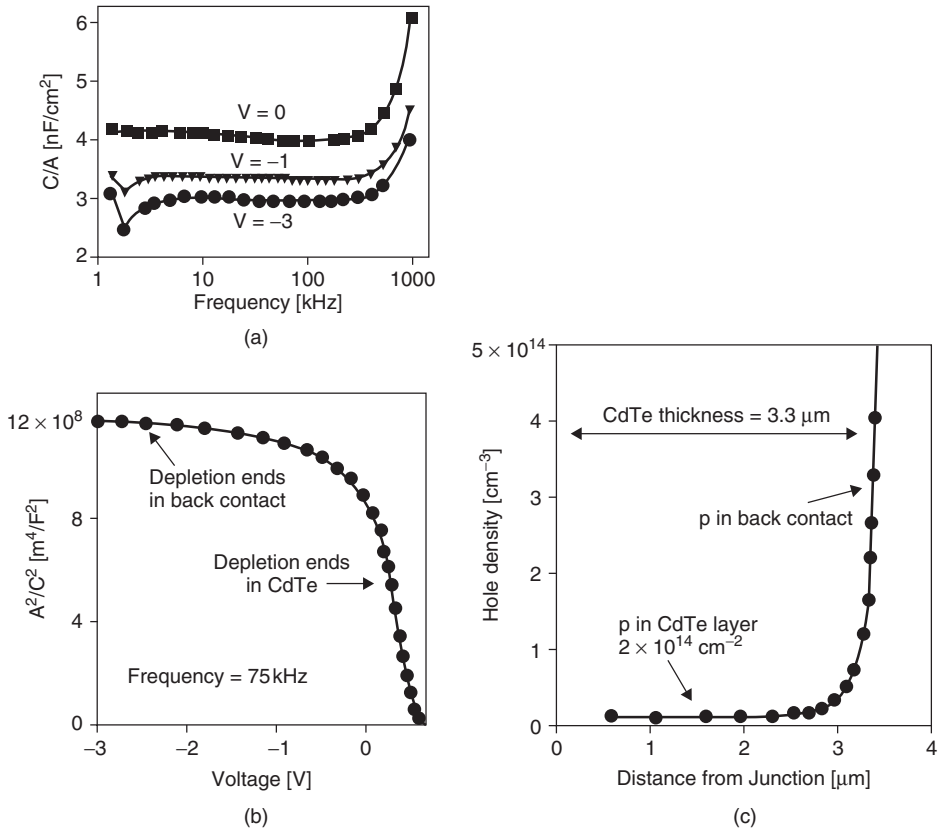 6
5
4
3
2
C/A [nF/cm²]
V = 0
V = −1
V = −3
1 10 100 1000
Frequency [kHz]
(a)
12 × 10⁸
8
4
0
A²/C² [m⁴/F²]
Depletion ends
in back contact
Depletion ends
in CdTe
Frequency = 75 kHz
−3 −2 −1 0
Voltage [V]
(b)
5 × 10¹⁴
4
3
2
1
0
Hole density [cm⁻³]
CdTe thickness = 3.3 μm
p in back contact
p in CdTe layer
2 × 10¹⁴ cm⁻²
0 1 2 3 4
Distance from Junction [μm]
(c)